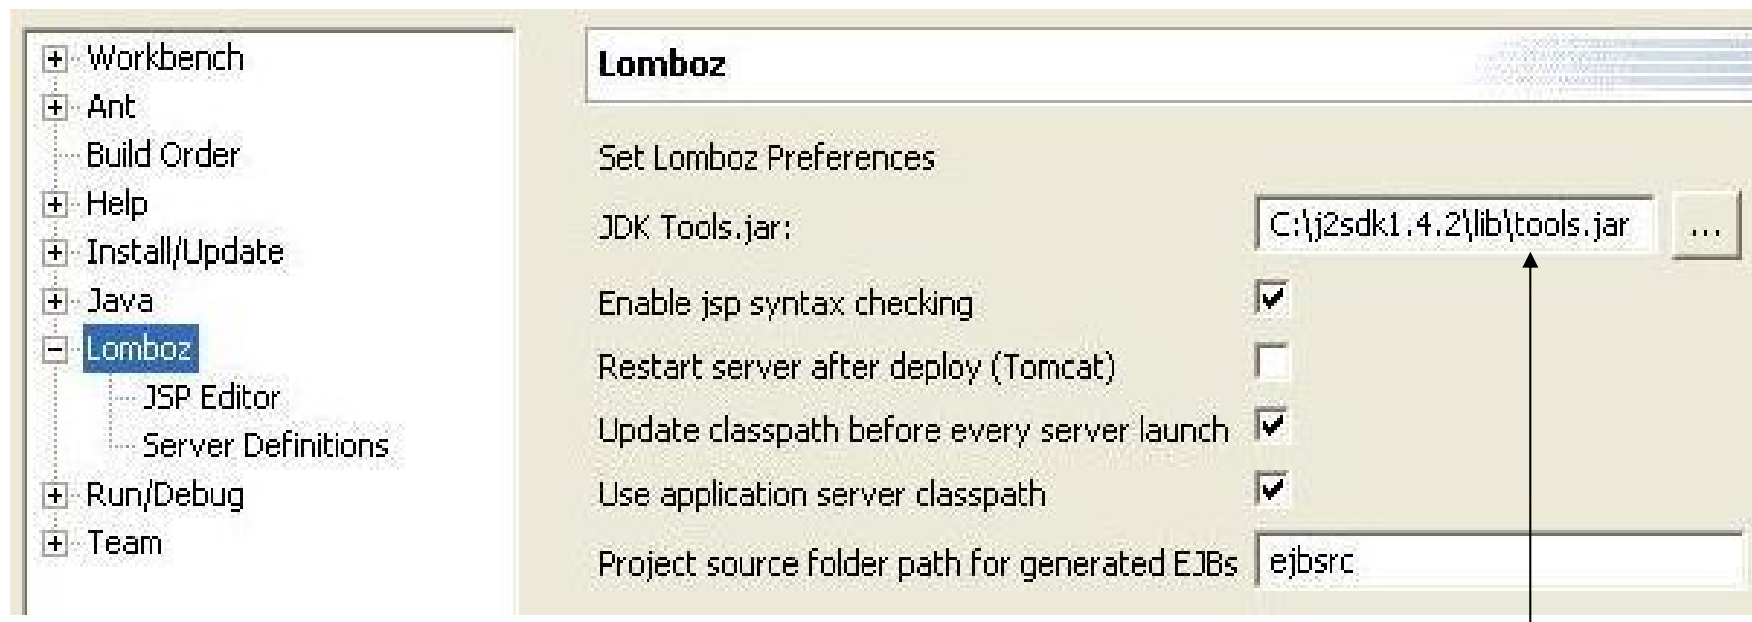 Workbench
Ant
Build Order
Help
Install/Update
Java
Lomboz
JSP Editor
Server Definitions
Run/Debug
Team
Lomboz
Set Lomboz Preferences
JDK Tools.jar: C:\j2sdk1.4.2\lib\tools.jar ...
Enable jsp syntax checking
Restart server after deploy (Tomcat)
Update classpath before every server launch
Use application server classpath
Project source folder path for generated EJBs ejbsrc